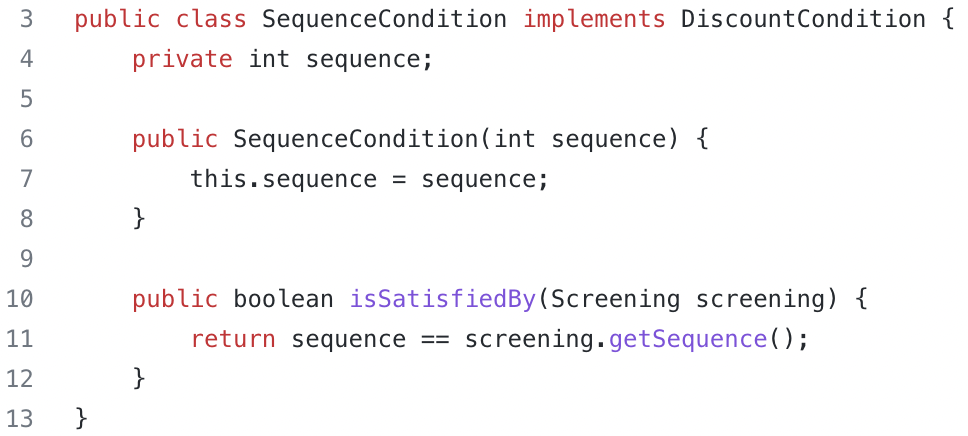 3 public class SequenceCondition implements DiscountCondition {
4     private int sequence;
5
6     public SequenceCondition(int sequence) {
7         this.sequence = sequence;
8     }
9
10     public boolean isSatisfiedBy(Screening screening) {
11         return sequence == screening.getSequence();
12     }
13 }